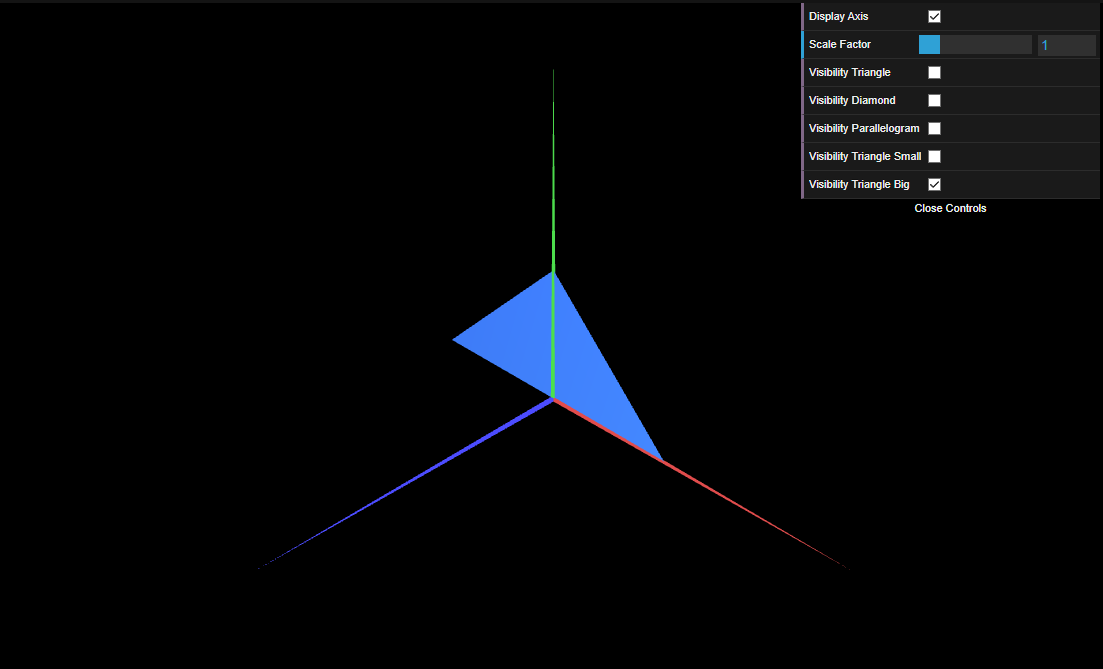 Display Axis
Scale Factor 1
Visibility Triangle
Visibility Diamond
Visibility Parallelogram
Visibility Triangle Small
Visibility Triangle Big
Close Controls